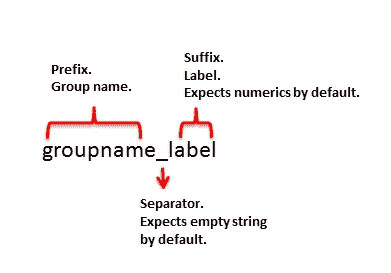 Prefix.
Group name.
Suffix.
Label.
Expects numerics by default.
groupname_label
Separator.
Expects empty string
by default.